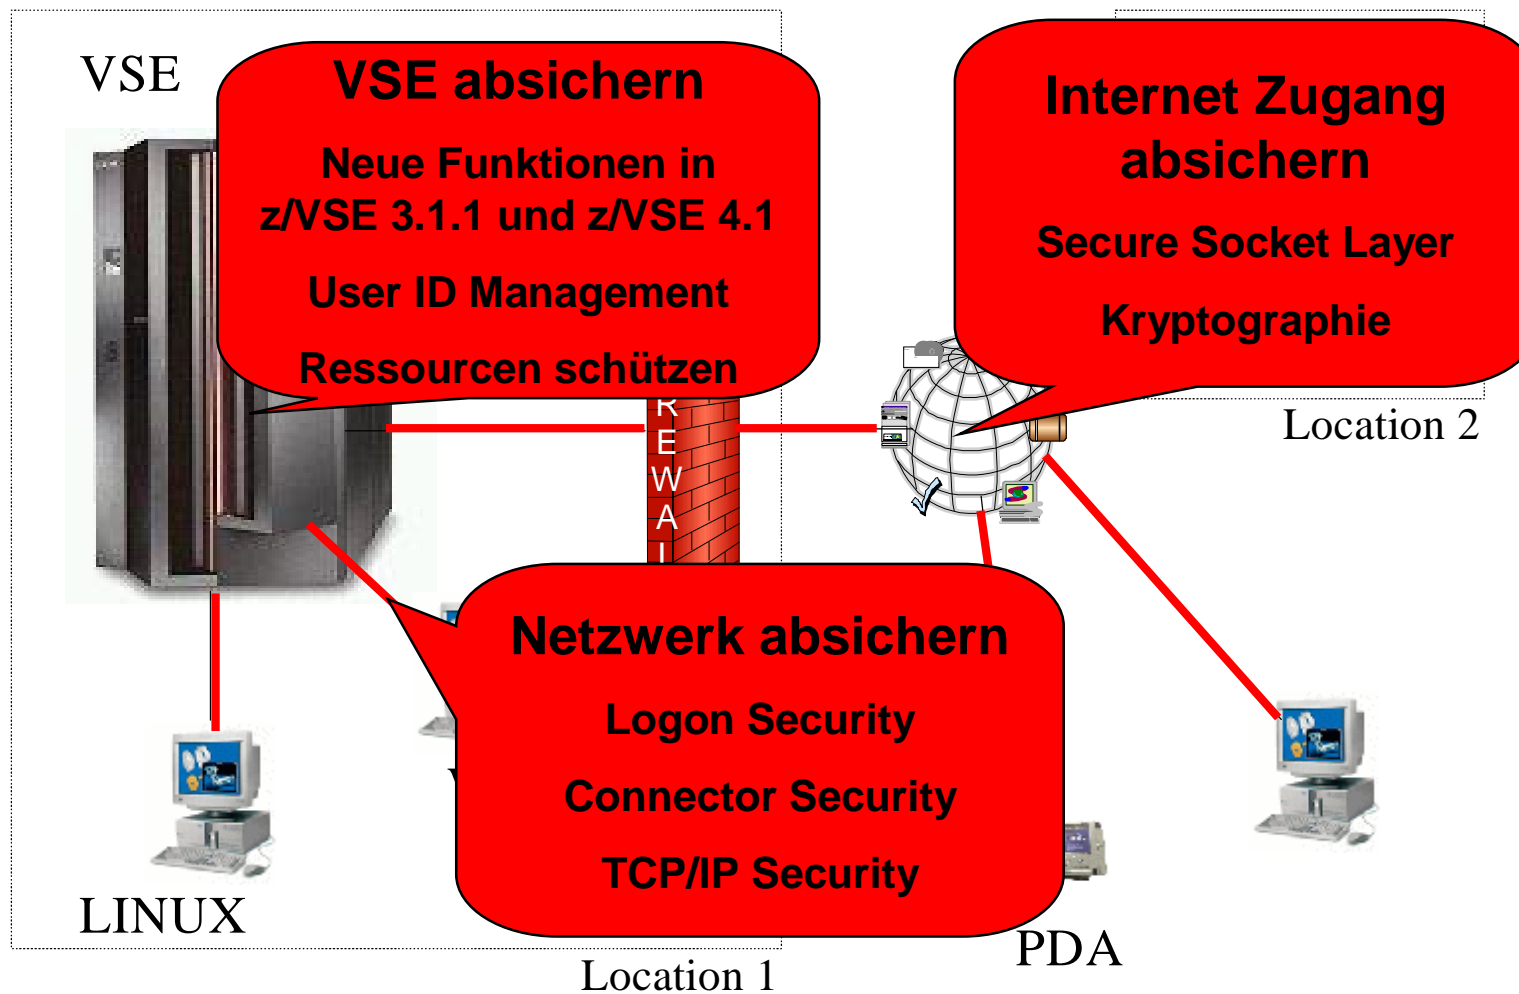 VSE
VSE absichern
Neue Funktionen in
z/VSE 3.1.1 und z/VSE 4.1
User ID Management
Ressourcen schützen
Internet Zugang
absichern
Secure Socket Layer
Kryptographie
Location 2
R
E
W
A
Netzwerk absichern
Logon Security
Connector Security
TCP/IP Security
LINUX
PDA
Location 1